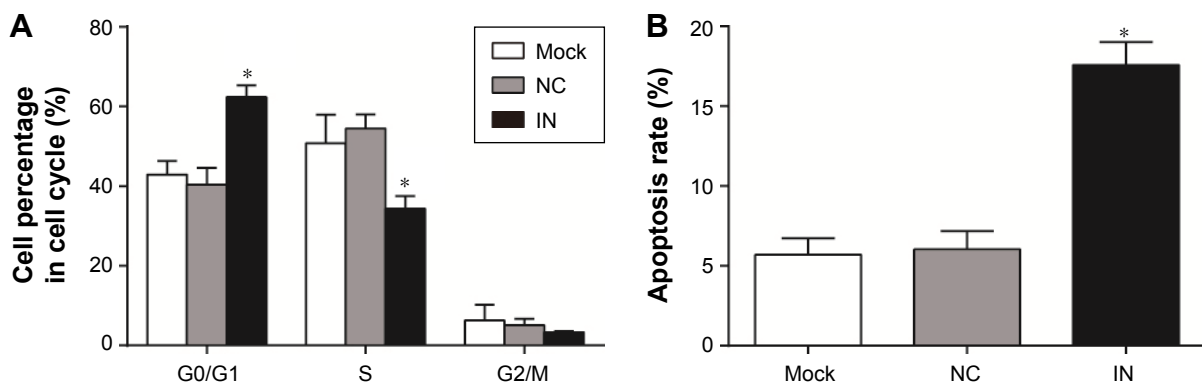 A
Cell percentage
in cell cycle (%)
80
60
40
20
0
*
*
G0/G1
S
G2/M
Mock
NC
IN
B
Apoptosis rate (%)
20
15
10
5
0
*
Mock
NC
IN